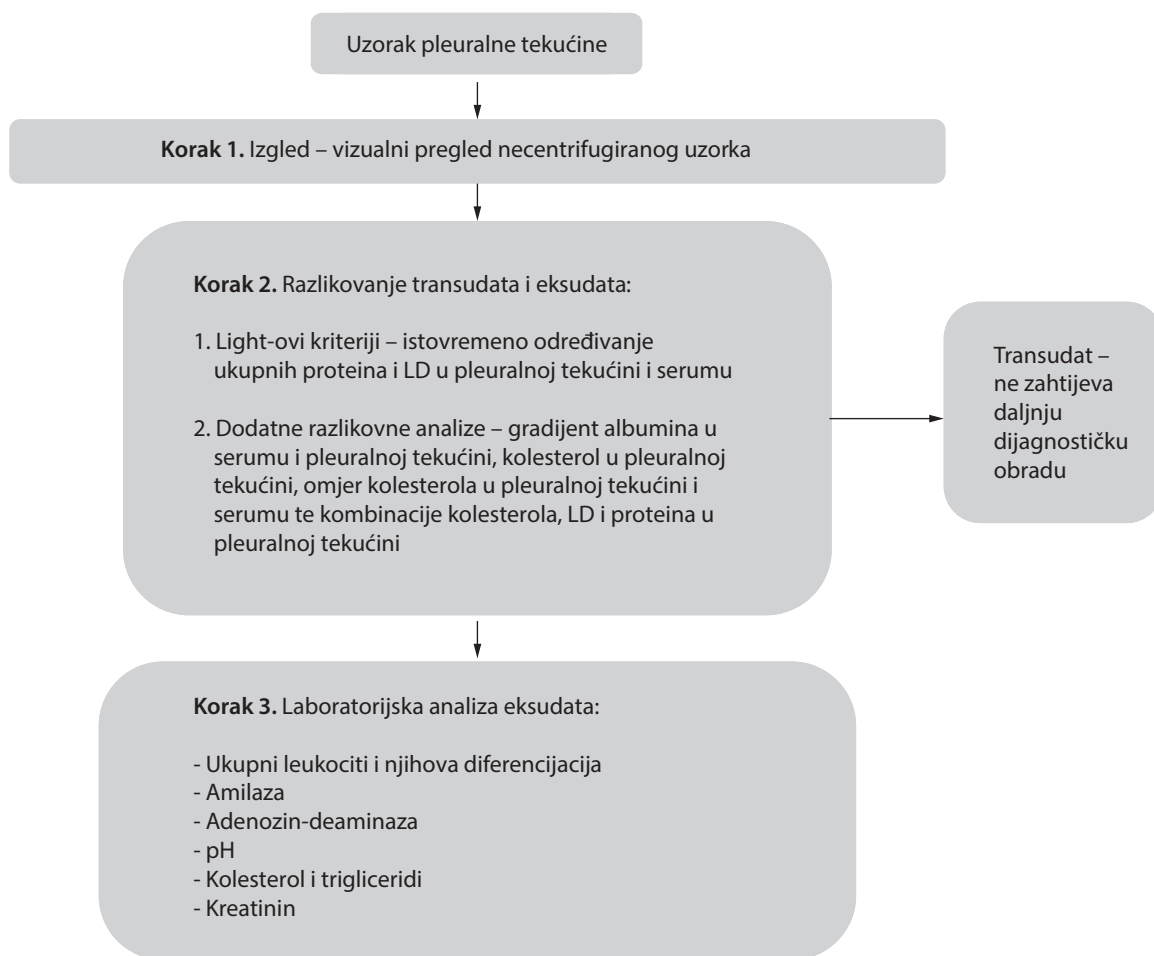 Uzorak pleuralne tekućine
Korak 1. Izgled – vizualni pregled necentrifugiranog uzorka
Korak 2. Razlikovanje transudata i eksudata:
1. Light-ovi kriteriji – istovremeno određivanje
ukupnih proteina i LD u pleuralnoj tekućini i serumu
2. Dodatne razlikovne analize – gradijent albumina u
serumu i pleuralnoj tekućini, kolesterol u pleuralnoj
tekućini, omjer kolesterola u pleuralnoj tekućini i
serumu te kombinacije kolesterola, LD i proteina u
pleuralnoj tekućini
Transudat –
ne zahtijeva
daljnju
dijagnostičku
obradu
Korak 3. Laboratorijska analiza eksudata:
- Ukupni leukociti i njihova diferencijacija
- Amilaza
- Adenozin-deaminaza
- pH
- Kolesterol i trigliceridi
- Kreatinin